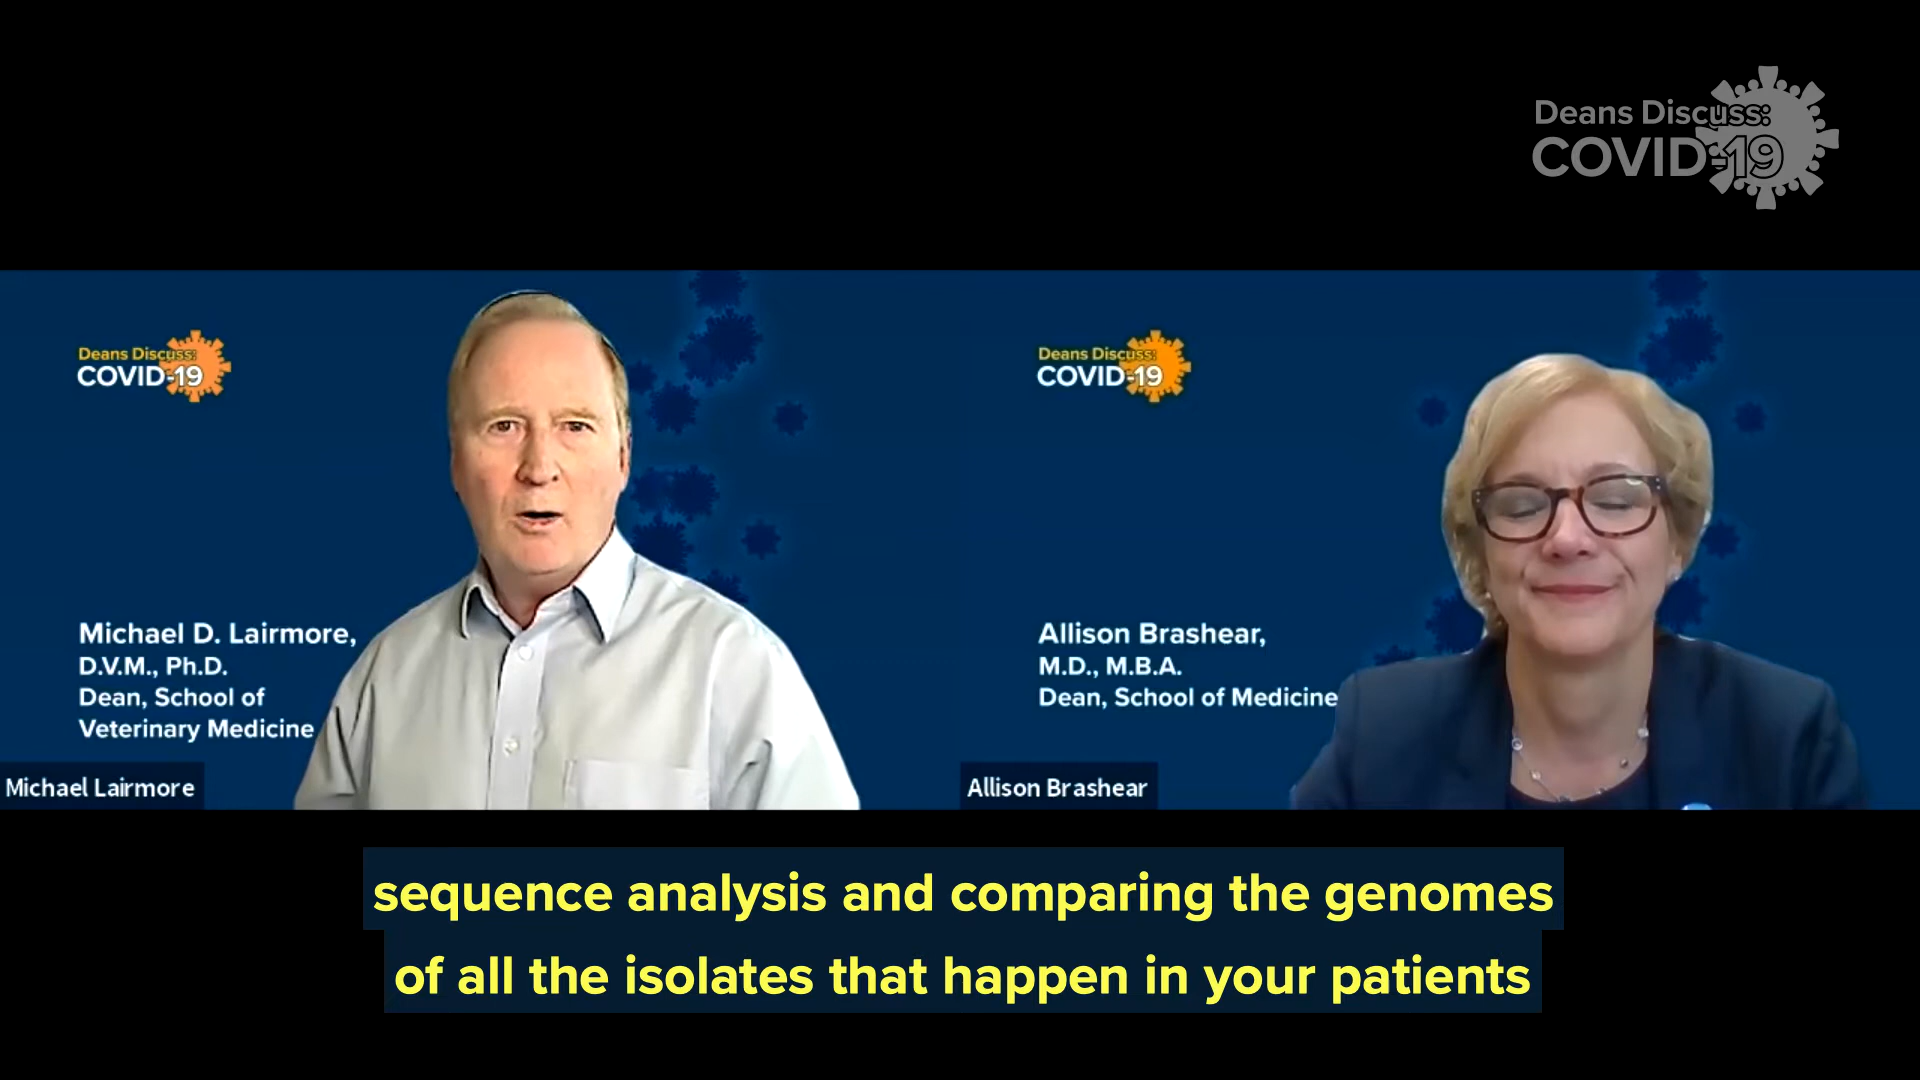 Deans Discuss:
COVID-19
Deans Discuss:
COVID-19
Michael D. Lairmore,
D.V.M., Ph.D.
Dean, School of
Veterinary Medicine
Michael Lairmore
Deans Discuss:
COVID-19
Allison Brashear,
M.D., M.B.A.
Dean, School of Medicine
Allison Brashear
sequence analysis and comparing the genomes
of all the isolates that happen in your patients